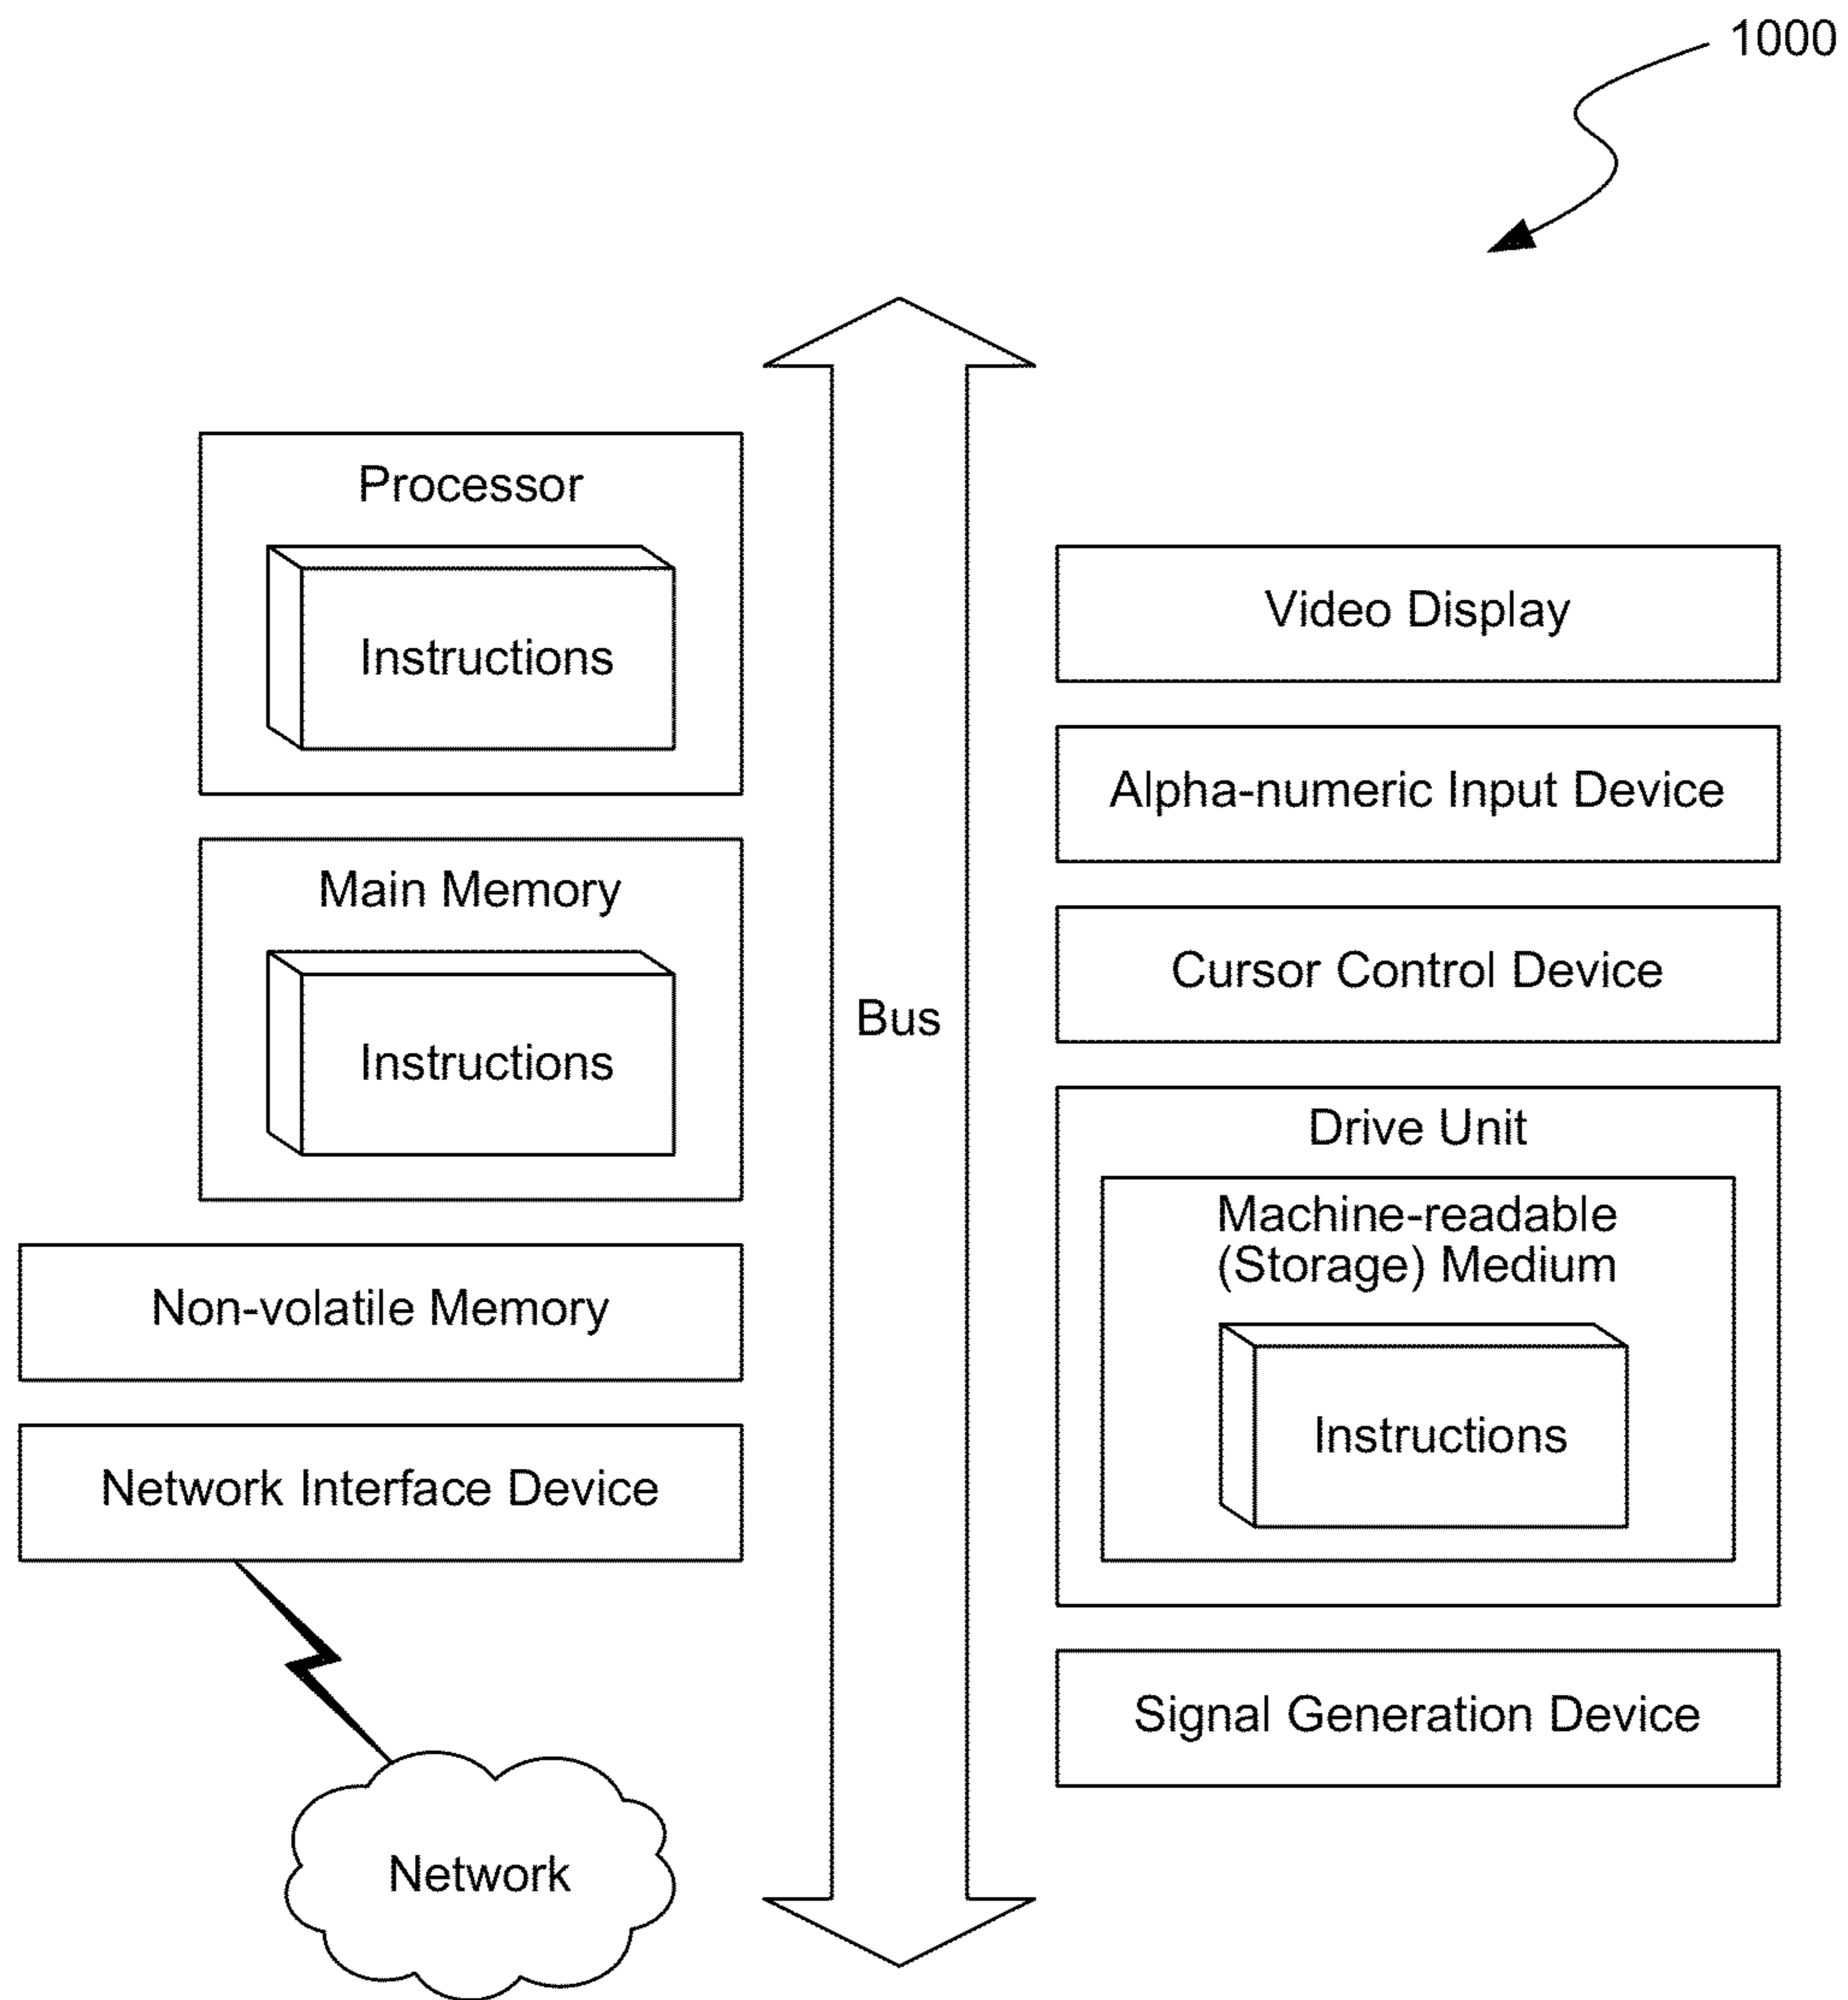 1000
Processor
Instructions
Main Memory
Instructions
Non-volatile Memory
Network Interface Device
Network
Bus
Video Display
Alpha-numeric Input Device
Cursor Control Device
Drive Unit
Machine-readable
(Storage) Medium
Instructions
Signal Generation Device